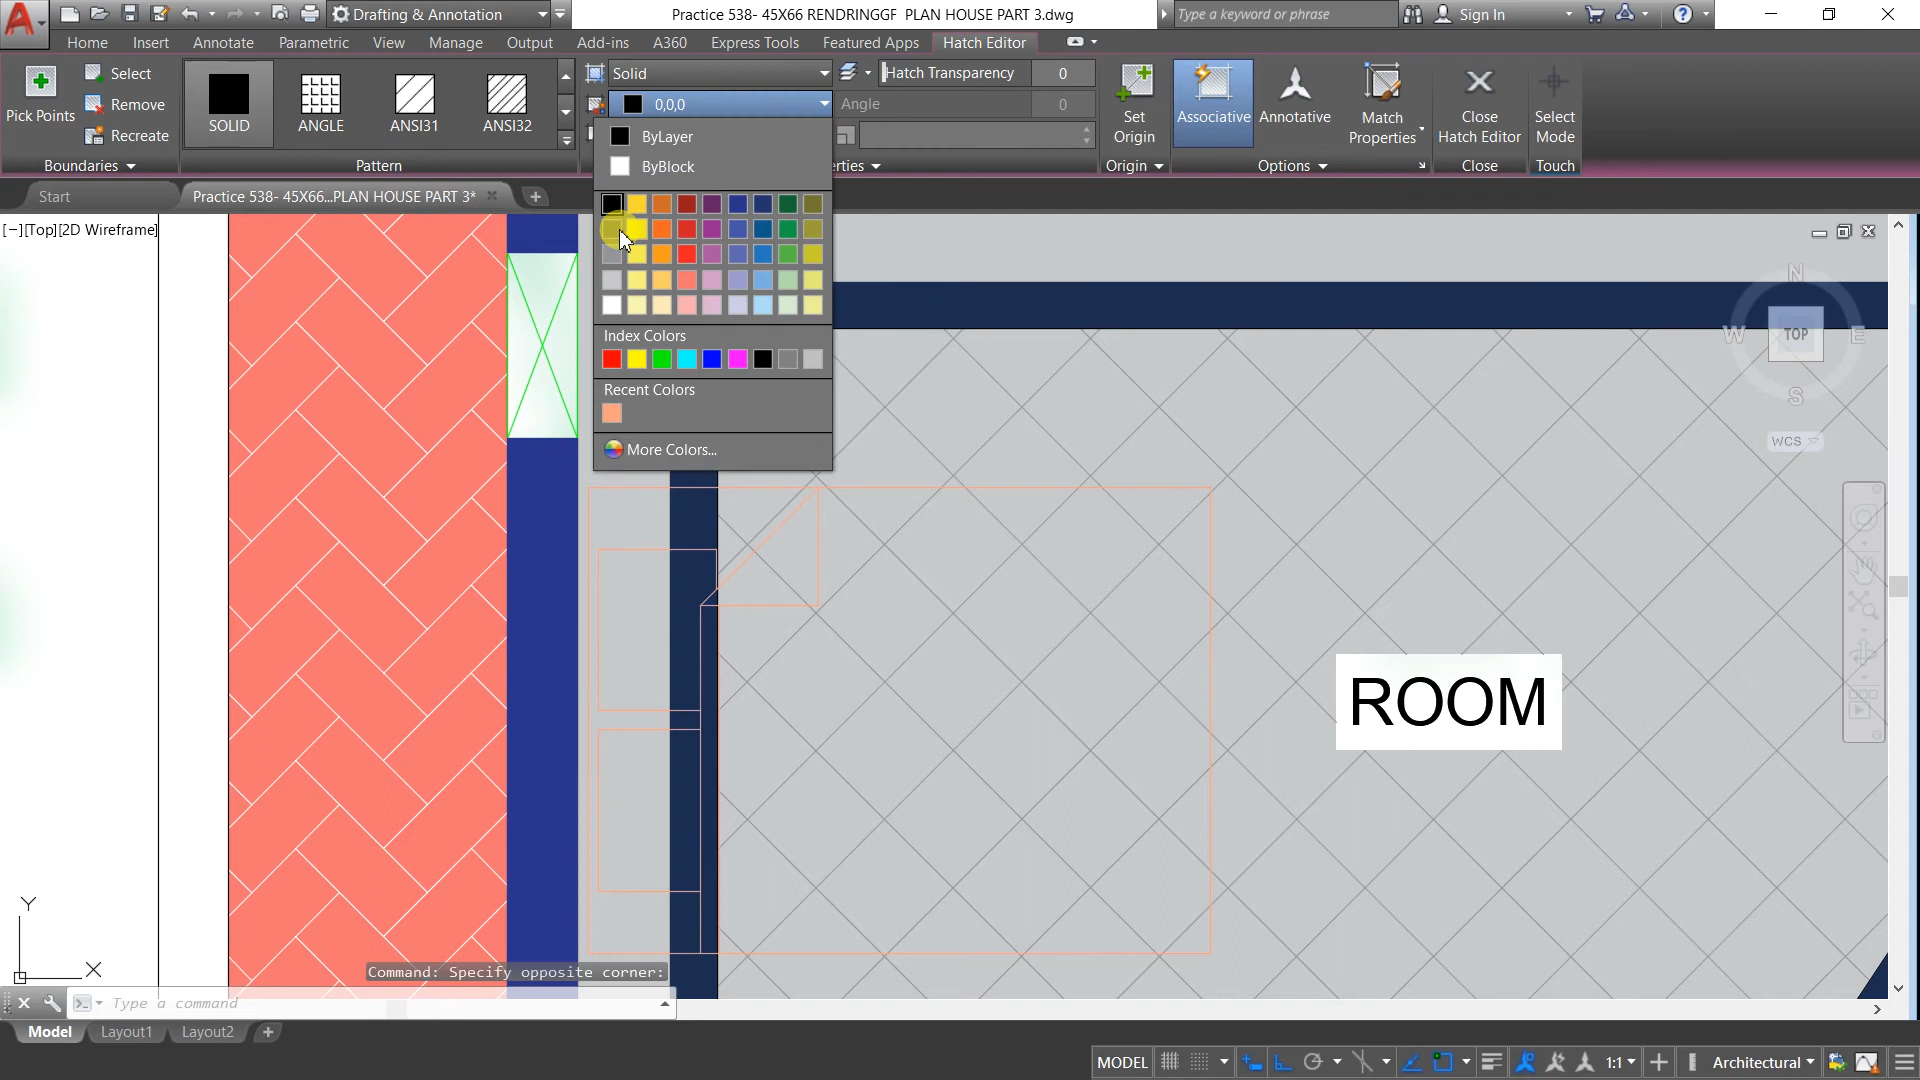 Drafting & Annotation
Practice 538- 45X66 RENDRINGGF  PLAN HOUSE PART 3.dwg
Type a keyword or phrase
Sign In
Home
Insert
Annotate
Parametric
View
Manage
Output
Add-ins
A360
Express Tools
Featured Apps
Hatch Editor
Pick Points
Select
Remove
Recreate
Boundaries
SOLID
ANGLE
ANSI31
ANSI32
Pattern
Solid
0,0,0
Hatch Transparency
0
Angle
0
Set Origin
Associative
Annotative
Match Properties
Close Hatch Editor
Select Mode
Origin
Options
Close
Touch
ByLayer
ByBlock
Index Colors
Recent Colors
More Colors...
erties
Start
Practice 538- 45X66...PLAN HOUSE PART 3*
[−][Top][2D Wireframe]
N
W
TOP
E
S
WCS
ROOM
Y
X
Command: Specify opposite corner:
Type a command
Model
Layout1
Layout2
MODEL
1:1
Architectural